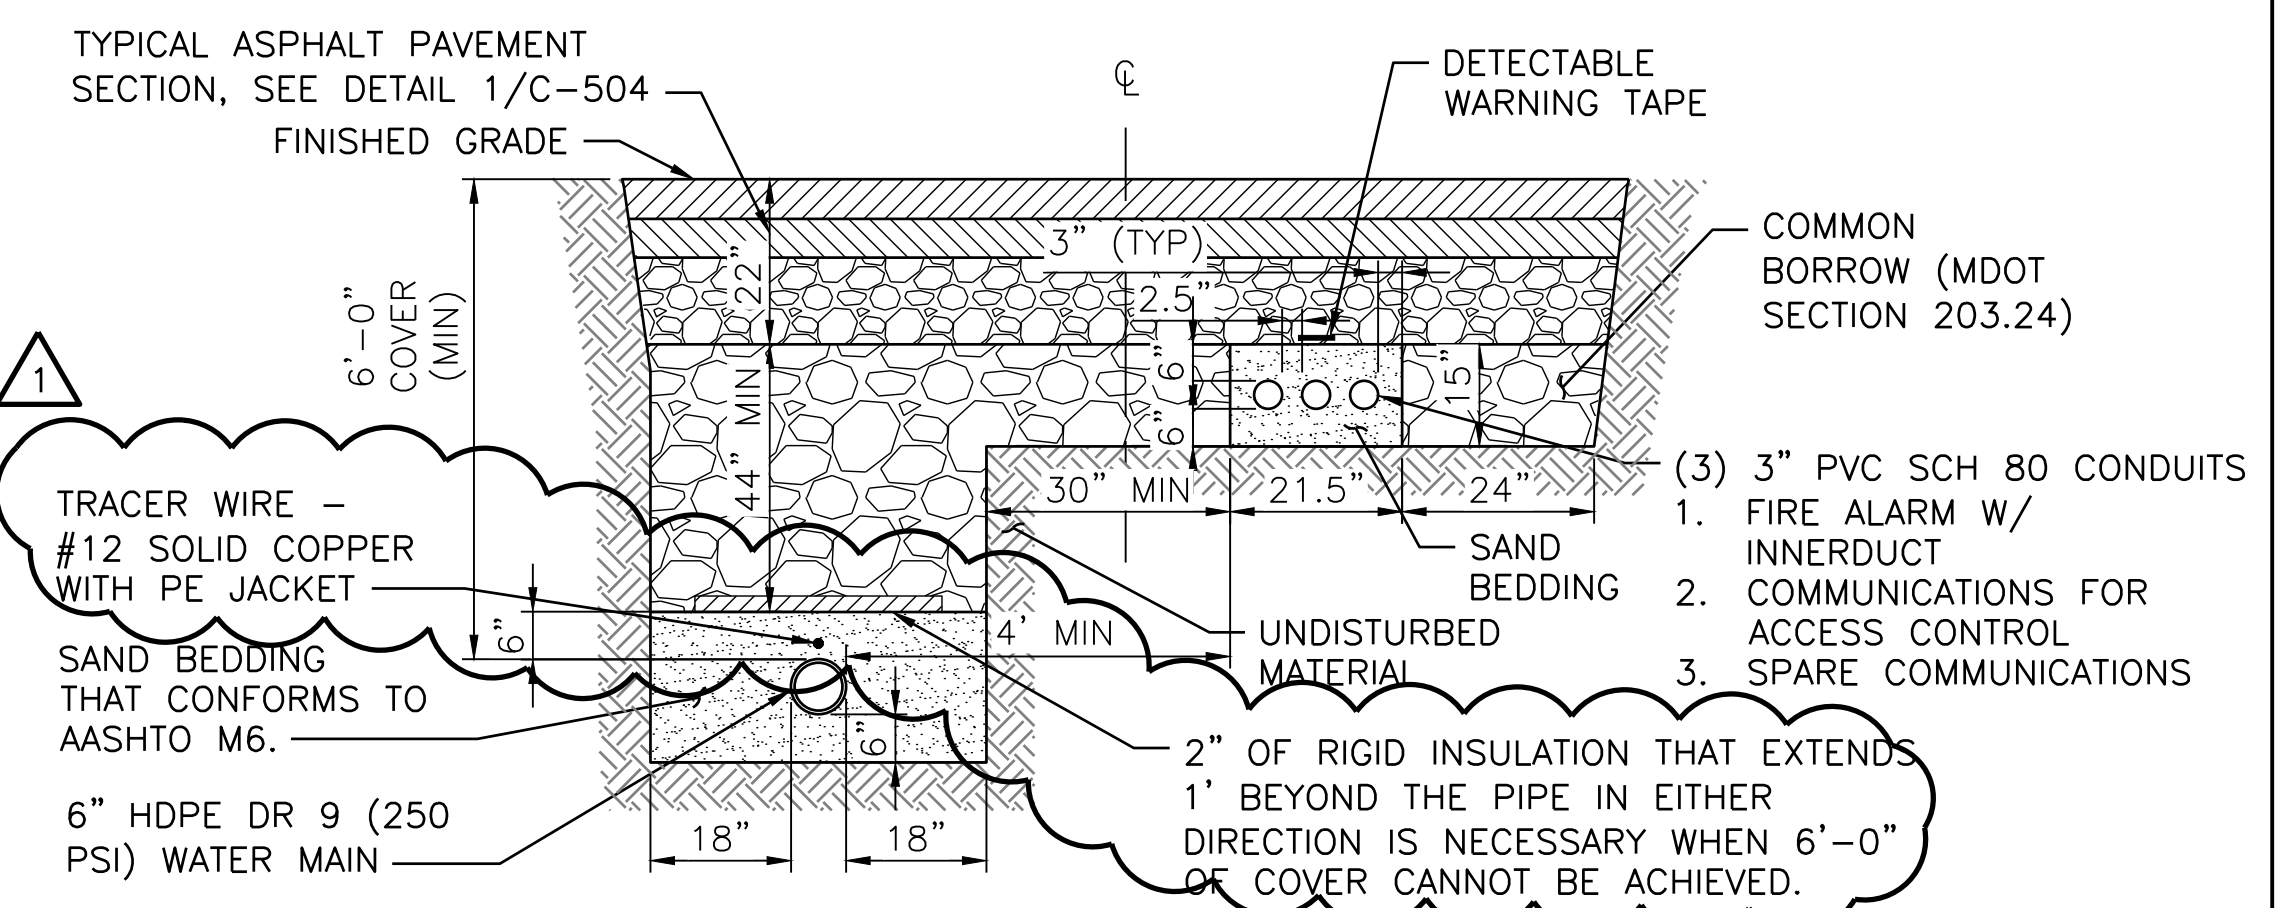 TYPICAL ASPHALT PAVEMENT
SECTION, SEE DETAIL 1/C-504
FINISHED GRADE
℄
DETECTABLE
WARNING TAPE
COMMON
BORROW (MDOT
SECTION 203.24)
6'-0"
COVER
(MIN)
22"
3" (TYP)
2.5"
6"
6"
15"
44" MIN
1
30" MIN
21.5"
24"
(3) 3" PVC SCH 80 CONDUITS
1. FIRE ALARM W/
INNERDUCT
2. COMMUNICATIONS FOR
ACCESS CONTROL
3. SPARE COMMUNICATIONS
SAND
BEDDING
TRACER WIRE -
#12 SOLID COPPER
WITH PE JACKET
6"
4' MIN
UNDISTURBED
MATERIAL
SAND BEDDING
THAT CONFORMS TO
AASHTO M6.
6"
2" OF RIGID INSULATION THAT EXTENDS
1' BEYOND THE PIPE IN EITHER
DIRECTION IS NECESSARY WHEN 6'-0"
OF COVER CANNOT BE ACHIEVED.
6" HDPE DR 9 (250
PSI) WATER MAIN
18"
18"